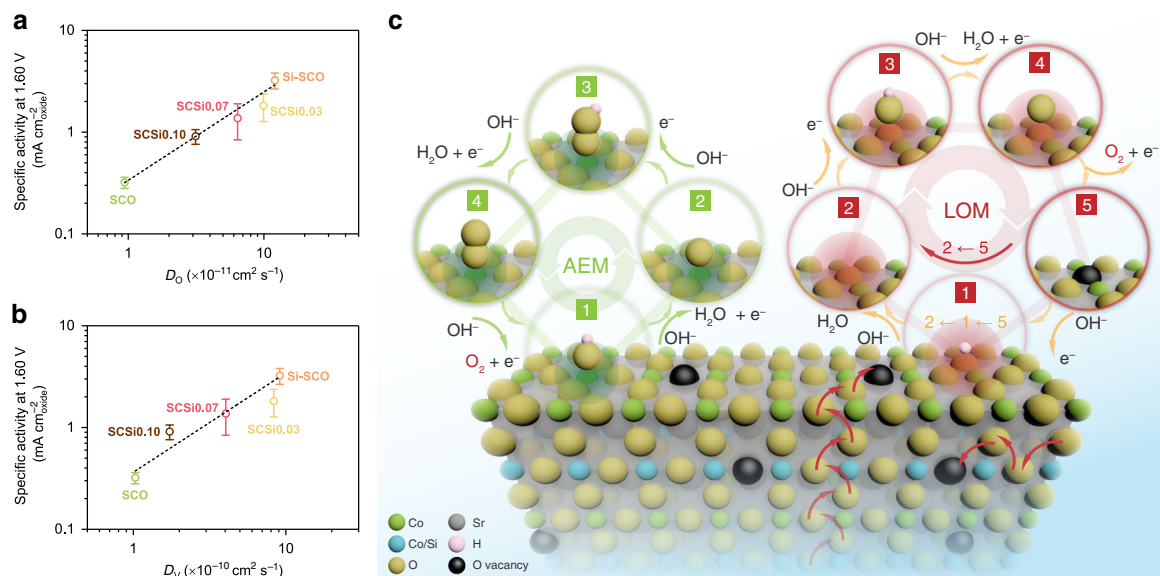 a
Specific activity at 1.60 V
(mA cm⁻²oxide)
10
1
0.1
Si-SCO
SCSi0.07
SCSi0.03
SCSi0.10
SCO
1
10
D_O (×10⁻¹¹ cm² s⁻¹)
b
Specific activity at 1.60 V
(mA cm⁻²oxide)
10
1
0.1
Si-SCO
SCSi0.07
SCSi0.03
SCSi0.10
SCO
1
10
D_V (×10⁻¹⁰ cm² s⁻¹)
c
3
OH⁻
e⁻
H₂O + e⁻
OH⁻
4
2
AEM
1
OH⁻
H₂O + e⁻
O₂ + e⁻
OH⁻
OH⁻
H₂O + e⁻
3
4
e⁻
O₂ + e⁻
OH⁻
2
LOM
5
2 ← 5
1
H₂O
2 ← 1 ← 5
OH⁻
OH⁻
e⁻
Co
Sr
Co/Si
H
O
O vacancy